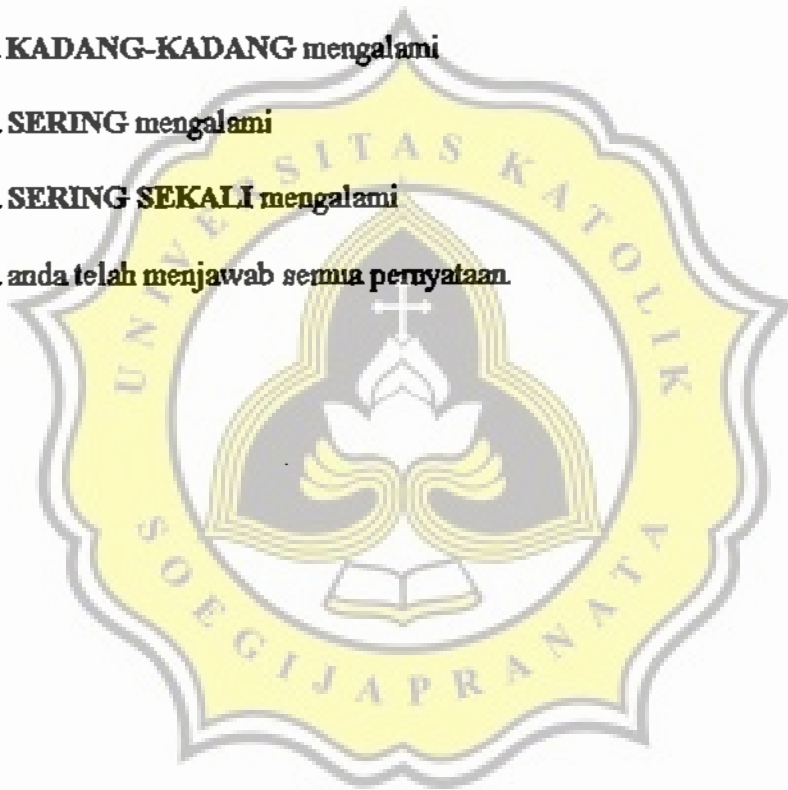 KADANG-KADANG mengalami
SERING mengalami
SERING SEKALI mengalami
anda telah menjawab semua pernyataan.
UNIVERSITAS KATOLIK
SOEGIJAPRANATA